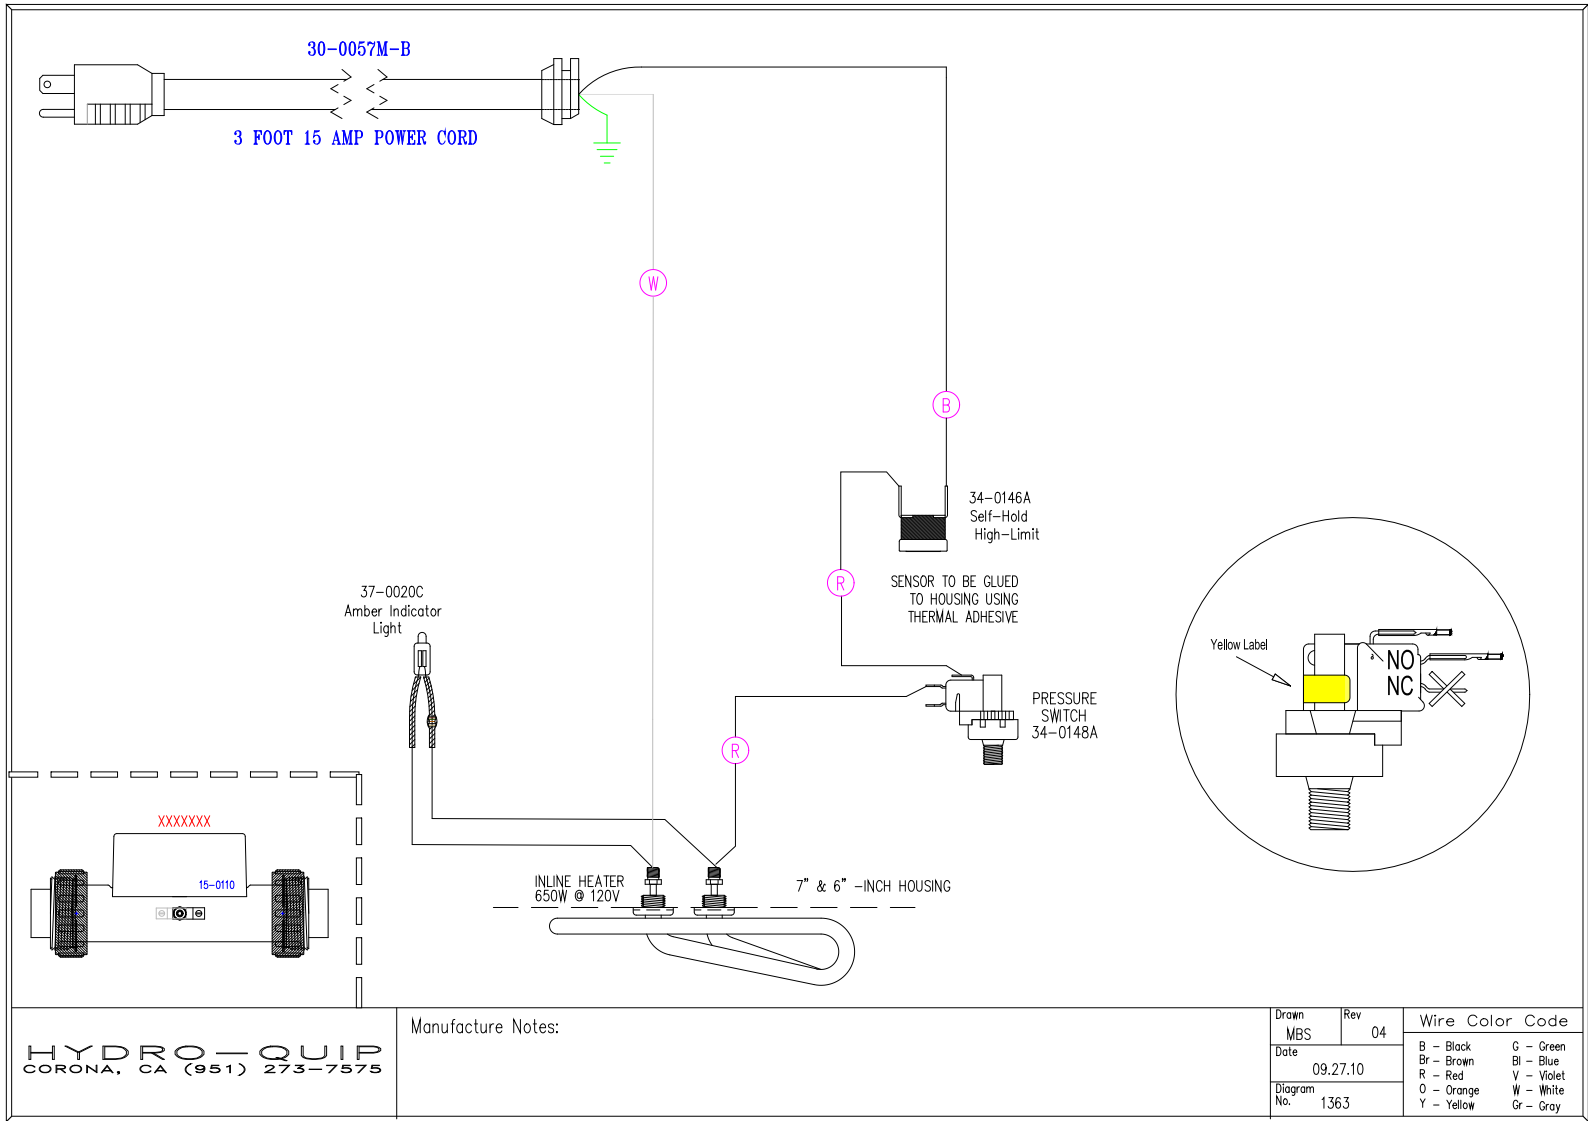 30-0057M-B
3 FOOT 15 AMP POWER CORD
W
B
34-0146A
Self-Hold
High-Limit
R
SENSOR TO BE GLUED
TO HOUSING USING
THERMAL ADHESIVE
37-0020C
Amber Indicator
Light
Yellow Label
NO
NC
PRESSURE
SWITCH
34-0148A
R
XXXXXXX
15-0110
INLINE HEATER
650W @ 120V
7" & 6" -INCH HOUSING
HYDRO-QUIP
CORONA, CA (951) 273-7575
Manufacture Notes:
Drawn
MBS
Rev
04
Date
09.27.10
Diagram
No. 1363
Wire Color Code
B - Black
G - Green
Br - Brown
Bl - Blue
R - Red
V - Violet
O - Orange
W - White
Y - Yellow
Gr - Gray